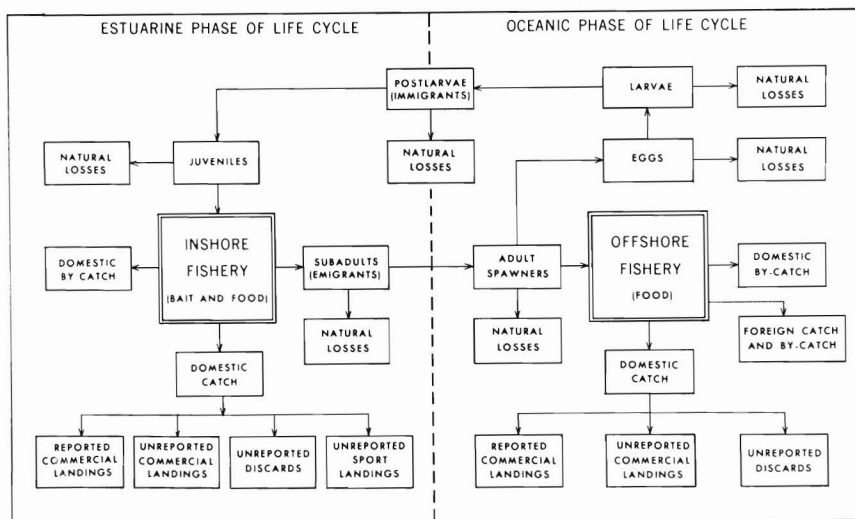 ESTUARINE PHASE OF LIFE CYCLE
OCEANIC PHASE OF LIFE CYCLE
POSTLARVAE
(IMMIGRANTS)
LARVAE
NATURAL
LOSSES
NATURAL
LOSSES
JUVENILES
NATURAL
LOSSES
EGGS
NATURAL
LOSSES
DOMESTIC
BY CATCH
INSHORE
FISHERY
(BAIT AND FOOD)
SUBADULTS
(EMIGRANTS)
ADULT
SPAWNERS
OFFSHORE
FISHERY
(FOOD)
DOMESTIC
BY-CATCH
NATURAL
LOSSES
NATURAL
LOSSES
FOREIGN CATCH
AND BY-CATCH
DOMESTIC
CATCH
DOMESTIC
CATCH
REPORTED
COMMERCIAL
LANDINGS
UNREPORTED
COMMERCIAL
LANDINGS
UNREPORTED
DISCARDS
UNREPORTED
SPORT
LANDINGS
REPORTED
COMMERCIAL
LANDINGS
UNREPORTED
COMMERCIAL
LANDINGS
UNREPORTED
DISCARDS